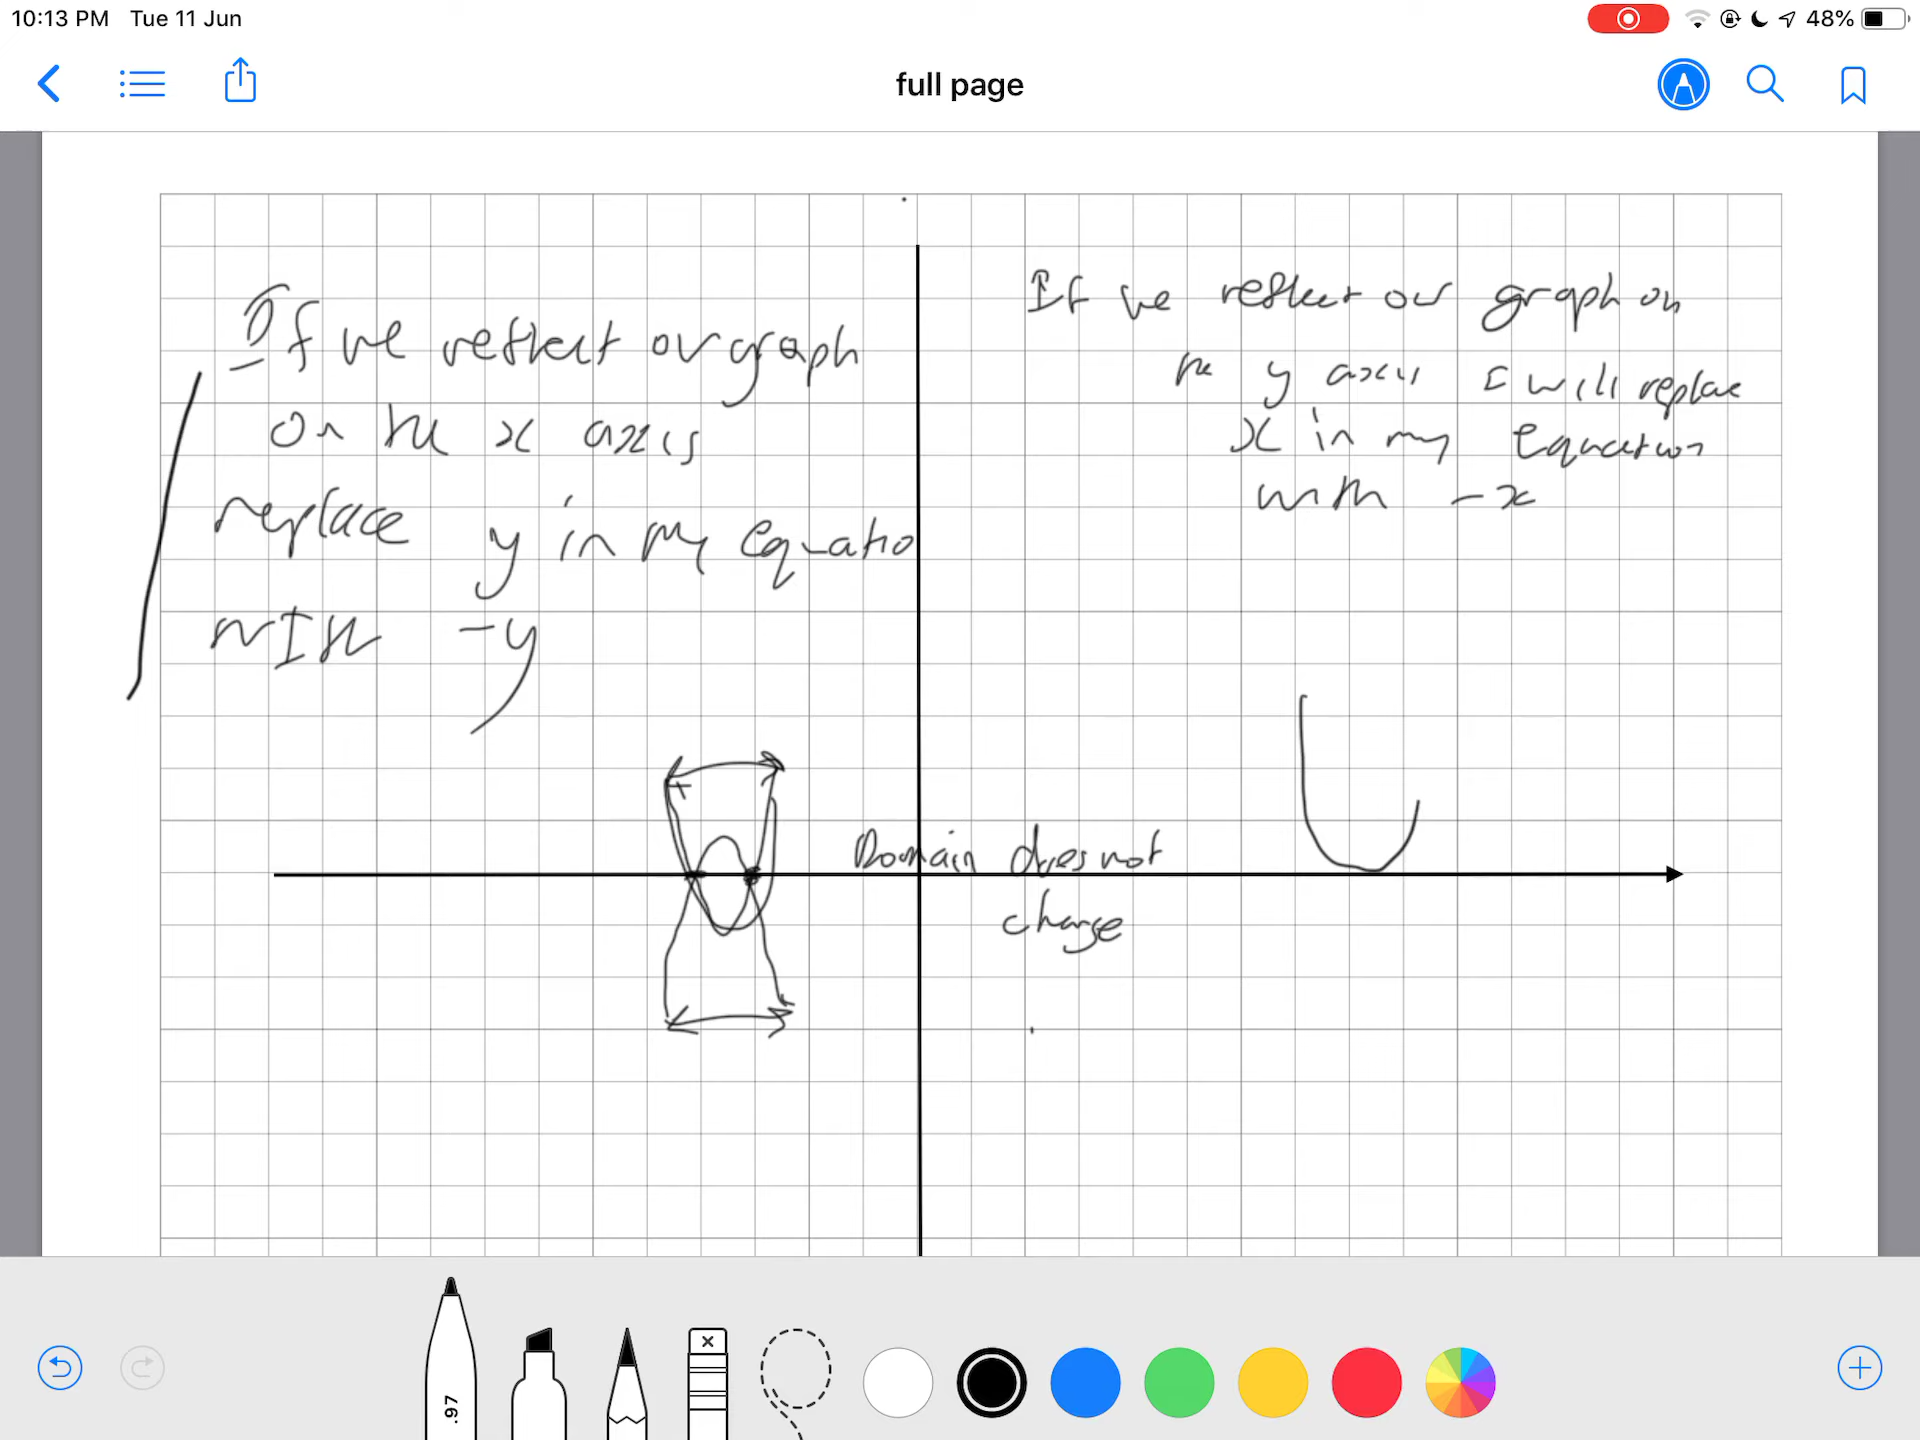 10:13 PM Tue 11 Jun
48%
full page
If we reflect our graph
on the x axis
replace y in my equatio
with -y
If we reflect our graph on
the y axis I will replace
x in my equation
with -x
Domain does not
change
.97